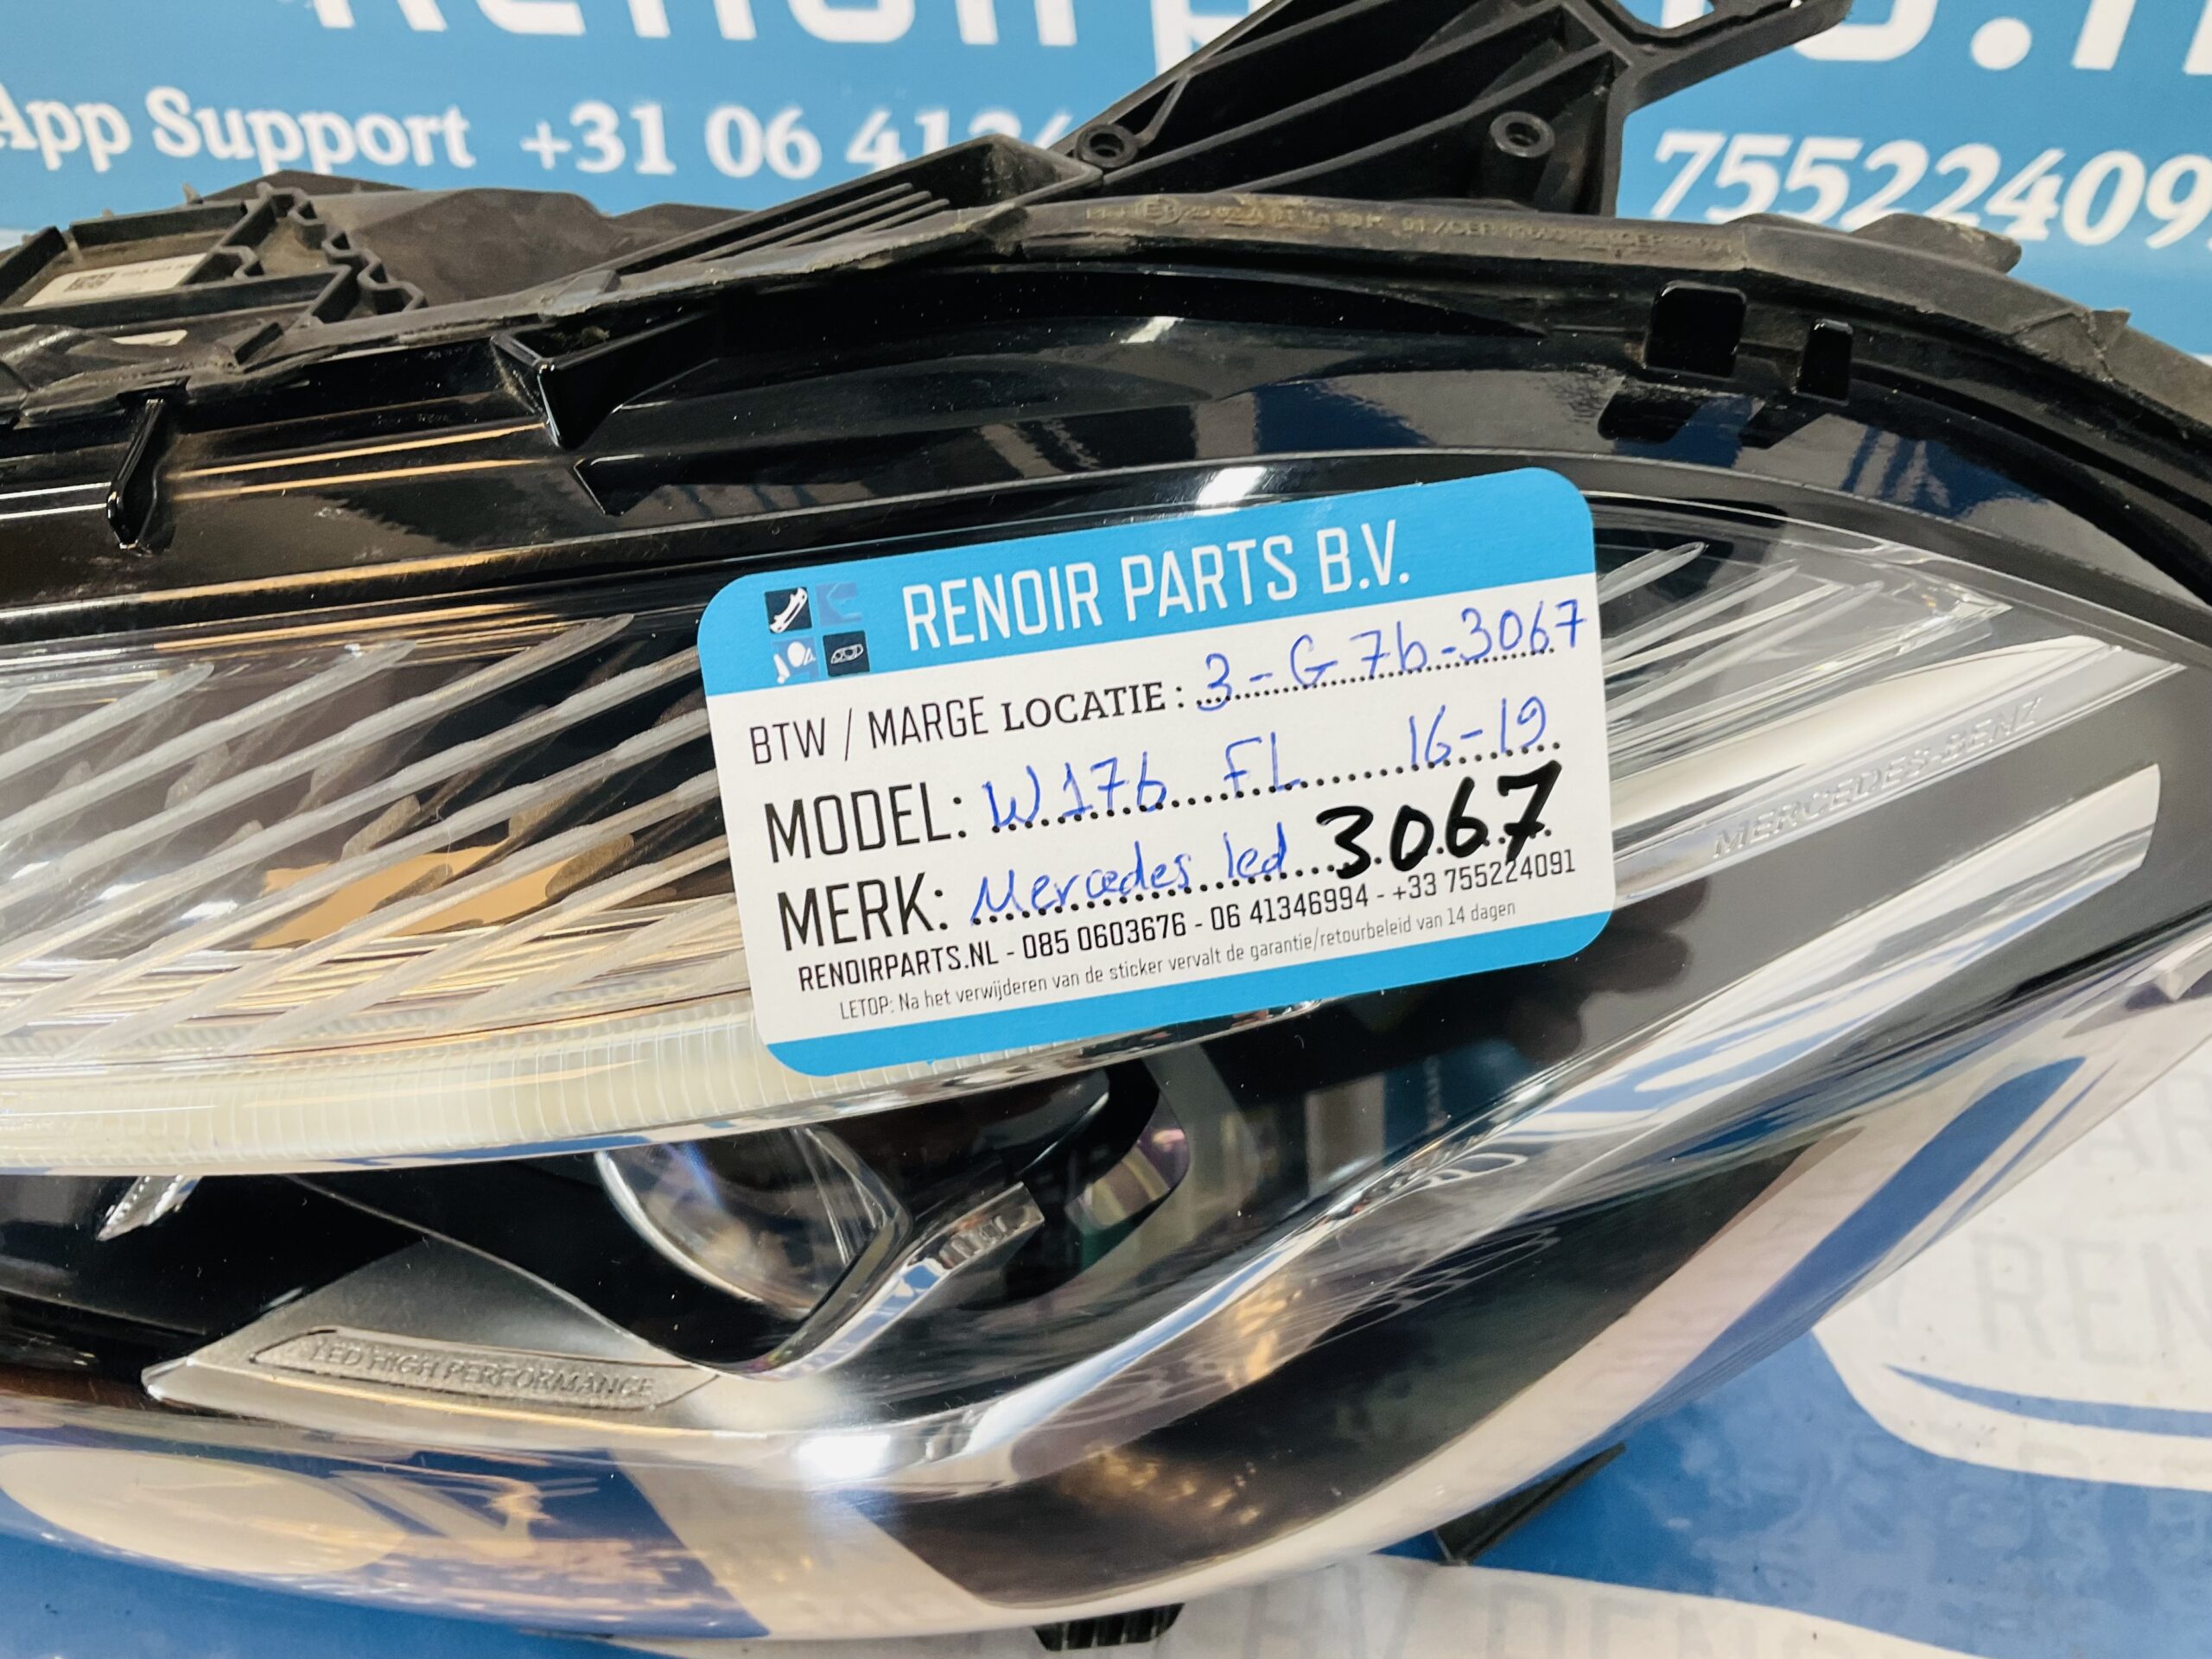 App Support +31 06 4134
75522409
RENOIR PARTS B.V.
BTW / MARGE LOCATIE : 3-G7b-3067
MODEL: W176 FL 16-19
MERK: Mercedes led 3067
RENOIRPARTS.NL - 085 0603676 - 06 41346994 - +33 755224091
LETOP: Na het verwijderen van de sticker vervalt de garantie/retourbeleid van 14 dagen
MERCEDES-BENZ
LED HIGH PERFORMANCE